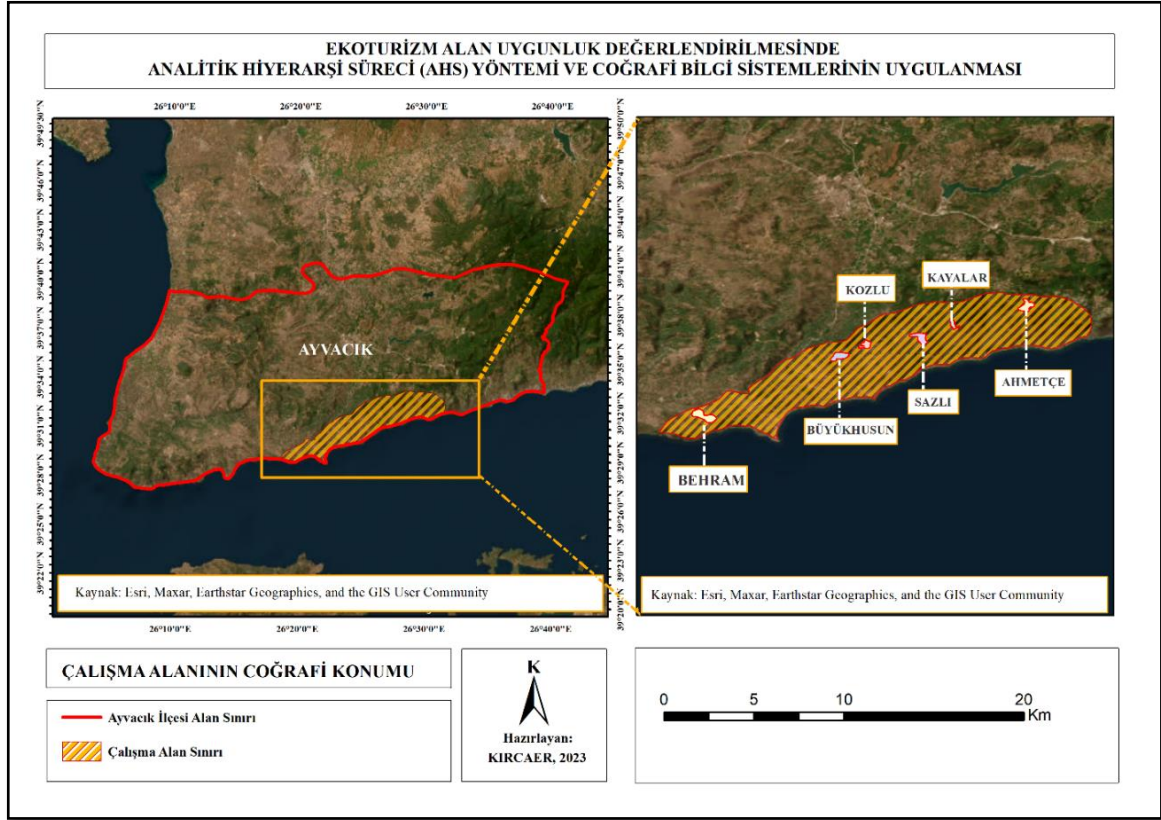 EKOTURİZM ALAN UYGUNLUK DEĞERLENDİRİLMESİNDE
ANALİTİK HİYERARŞİ SÜRECİ (AHS) YÖNTEMİ VE COĞRAFİ BİLGİ SİSTEMLERİNİN UYGULANMASI
26°10'0"E 26°20'0"E 26°30'0"E 26°40'0"E
AYVACIK
KOZLU
KAYALAR
AHMETÇE
SAZLI
BÜYÜKHUSUN
BEHRAM
Kaynak: Esri, Maxar, Earthstar Geographics, and the GIS User Community
Kaynak: Esri, Maxar, Earthstar Geographics, and the GIS User Community
26°10'0"E 26°20'0"E 26°30'0"E 26°40'0"E
ÇALIŞMA ALANININ COĞRAFİ KONUMU
Ayvacık İlçesi Alan Sınırı
Çalışma Alan Sınırı
K
Hazırlayan:
KIRCAER, 2023
0 5 10 20
Km